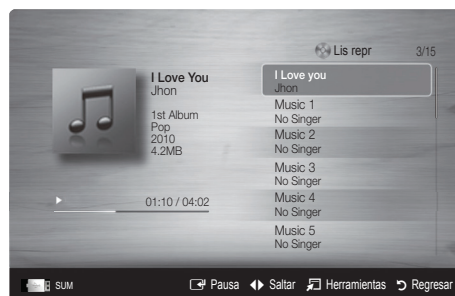 Lis repr 3/15
I Love You
Jhon
1st Album
Pop
2010
4.2MB
01:10 / 04:02
I Love you
Jhon
Music 1
No Singer
Music 2
No Singer
Music 3
No Singer
Music 4
No Singer
Music 5
No Singer
SUM Pausa Saltar Herramientas Regresar